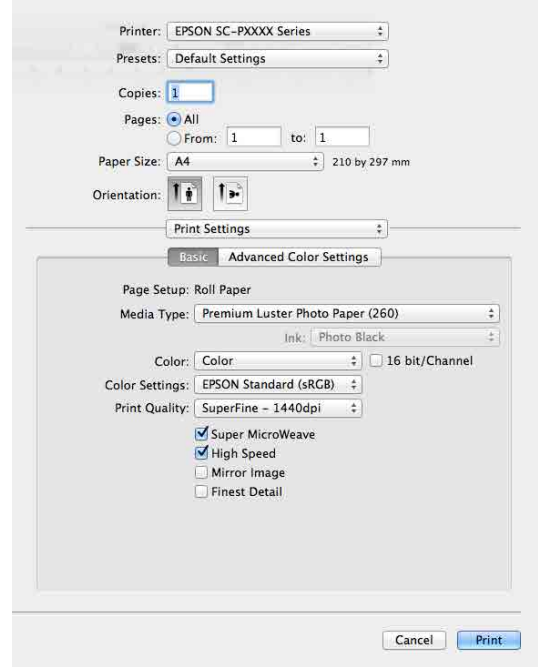 Printer: EPSON SC-PXXXX Series
Presets: Default Settings
Copies: 1
Pages: All
From: 1 to: 1
Paper Size: A4 210 by 297 mm
Orientation:
Print Settings
Basic Advanced Color Settings
Page Setup: Roll Paper
Media Type: Premium Luster Photo Paper (260)
Ink: Photo Black
Color: Color 16 bit/Channel
Color Settings: EPSON Standard (sRGB)
Print Quality: SuperFine – 1440dpi
Super MicroWeave
High Speed
Mirror Image
Finest Detail
Cancel Print